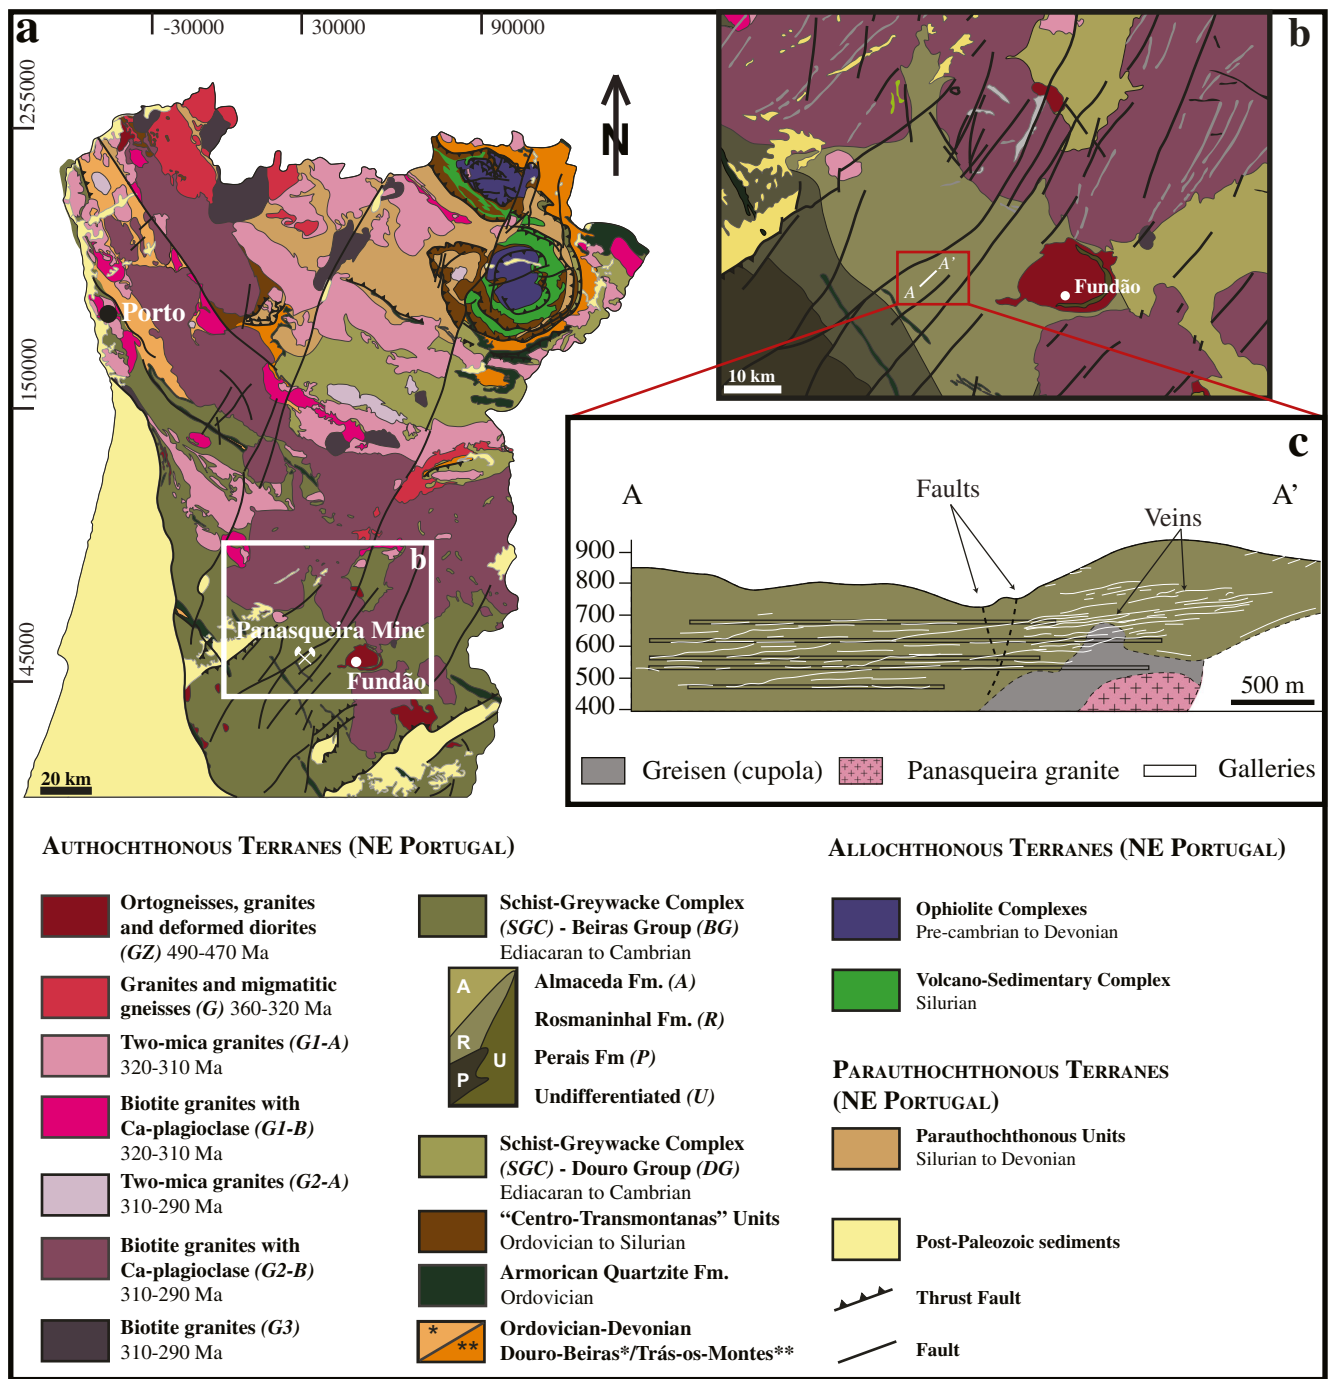 a
-30000
30000
90000
255000
150000
45000
N
Porto
b
Panasqueira Mine
Fundão
20 km
b
A
A'
Fundão
10 km
c
A
A'
Faults
Veins
900
800
700
600
500
400
500 m
Greisen (cupola)
Panasqueira granite
Galleries
AUTHOCHTHONOUS TERRANES (NE PORTUGAL)
Ortogneisses, granites
and deformed diorites
(GZ) 490-470 Ma
Granites and migmatitic
gneisses (G) 360-320 Ma
Two-mica granites (G1-A)
320-310 Ma
Biotite granites with
Ca-plagioclase (G1-B)
320-310 Ma
Two-mica granites (G2-A)
310-290 Ma
Biotite granites with
Ca-plagioclase (G2-B)
310-290 Ma
Biotite granites (G3)
310-290 Ma
Schist-Greywacke Complex
(SGC) - Beiras Group (BG)
Ediacaran to Cambrian
A
R
P
U
Almaceda Fm. (A)
Rosmaninhal Fm. (R)
Perais Fm (P)
Undifferentiated (U)
Schist-Greywacke Complex
(SGC) - Douro Group (DG)
Ediacaran to Cambrian
“Centro-Transmontanas” Units
Ordovician to Silurian
Armorican Quartzite Fm.
Ordovician
*
**
Ordovician-Devonian
Douro-Beiras*/Trás-os-Montes**
ALLOCHTHONOUS TERRANES (NE PORTUGAL)
Ophiolite Complexes
Pre-cambrian to Devonian
Volcano-Sedimentary Complex
Silurian
PARAUTHOCHTHONOUS TERRANES
(NE PORTUGAL)
Parauthochthonous Units
Silurian to Devonian
Post-Paleozoic sediments
Thrust Fault
Fault